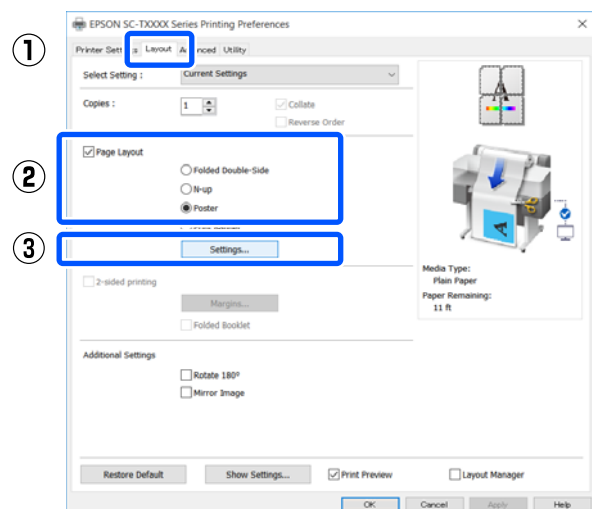 EPSON SC-TXXXX Series Printing Preferences
①
Layout
Utility
Select Setting :
Current Settings
Copies :
1
Collate
Reverse Order
②
Page Layout
Folded Double-Side
N-up
Poster
③
Settings...
2-sided printing
Margins...
Folded Booklet
Media Type:
Plain Paper
Paper Remaining:
11 ft
Additional Settings
Rotate 180°
Mirror Image
Restore Default
Show Settings...
Print Preview
Layout Manager
OK
Cancel
Apply
Help